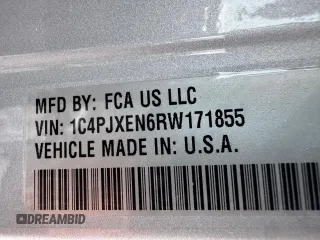 MFD BY: FCA US LLC
VIN: 1C4PJXEN6RW171855
VEHICLE MADE IN: U.S.A.
DREAMBID